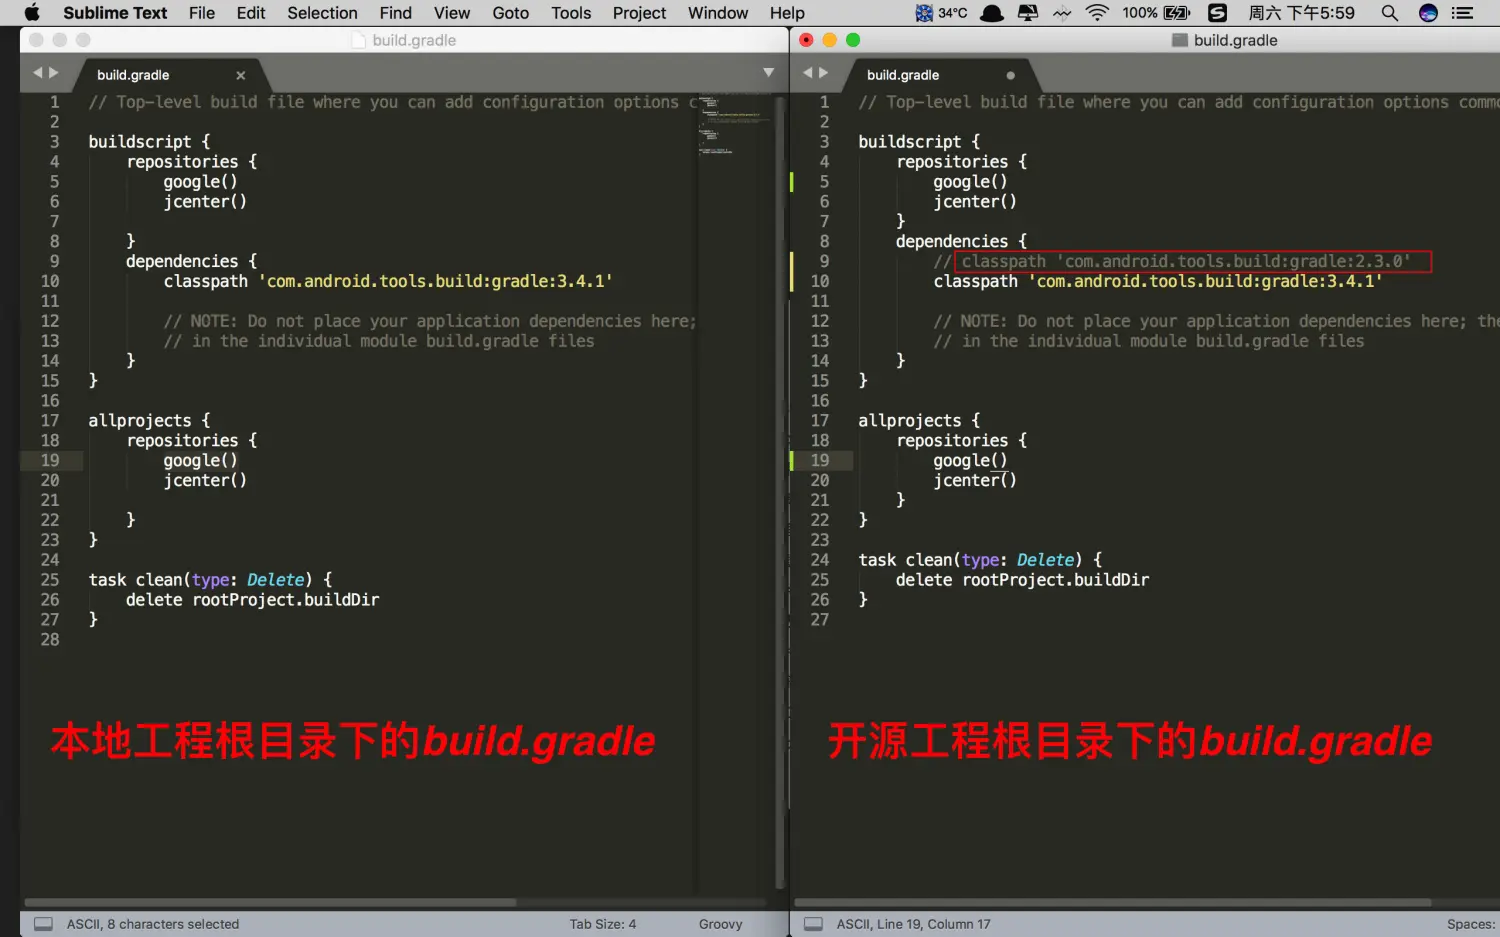 Sublime Text File Edit Selection Find View Goto Tools Project Window Help 34°C 100% 周六 下午5:59
build.gradle
build.gradle
1 // Top-level build file where you can add configuration options c
2
3 buildscript {
4 repositories {
5 google()
6 jcenter()
7
8 }
9 dependencies {
10 classpath 'com.android.tools.build:gradle:3.4.1'
11
12 // NOTE: Do not place your application dependencies here;
13 // in the individual module build.gradle files
14 }
15 }
16
17 allprojects {
18 repositories {
19 google()
20 jcenter()
21
22 }
23 }
24
25 task clean(type: Delete) {
26 delete rootProject.buildDir
27 }
28
本地工程根目录下的build.gradle
ASCII, 8 characters selected Tab Size: 4 Groovy
build.gradle
build.gradle
1 // Top-level build file where you can add configuration options comm
2
3 buildscript {
4 repositories {
5 google()
6 jcenter()
7 }
8 dependencies {
9 // classpath 'com.android.tools.build:gradle:2.3.0'
10 classpath 'com.android.tools.build:gradle:3.4.1'
11
12 // NOTE: Do not place your application dependencies here; the
13 // in the individual module build.gradle files
14 }
15 }
16
17 allprojects {
18 repositories {
19 google()
20 jcenter()
21 }
22 }
23
24 task clean(type: Delete) {
25 delete rootProject.buildDir
26 }
27
开源工程根目录下的build.gradle
ASCII, Line 19, Column 17 Spaces: